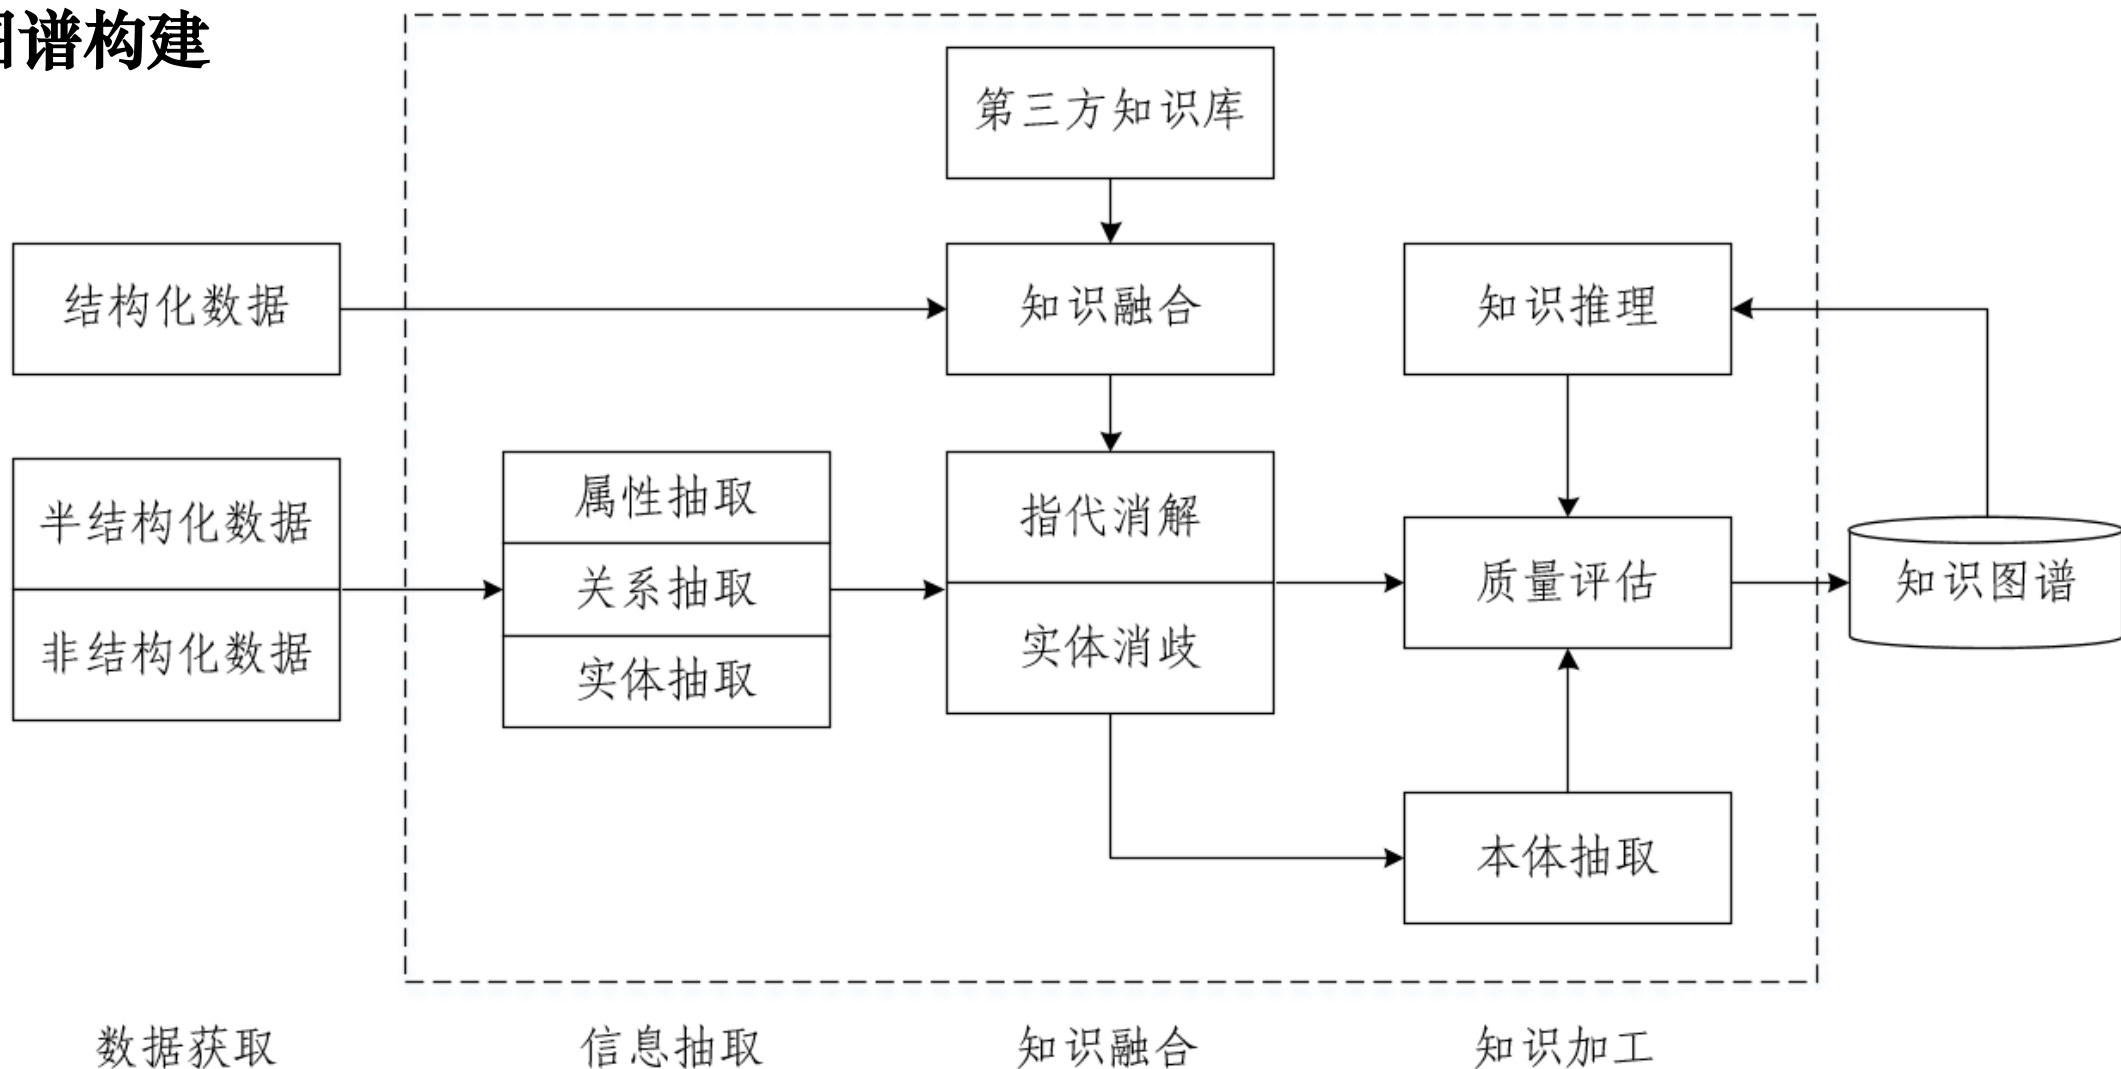 谱构建
第三方知识库
结构化数据
知识融合
知识推理
半结构化数据
非结构化数据
属性抽取
关系抽取
实体抽取
指代消解
实体消歧
质量评估
知识图谱
本体抽取
数据获取
信息抽取
知识融合
知识加工